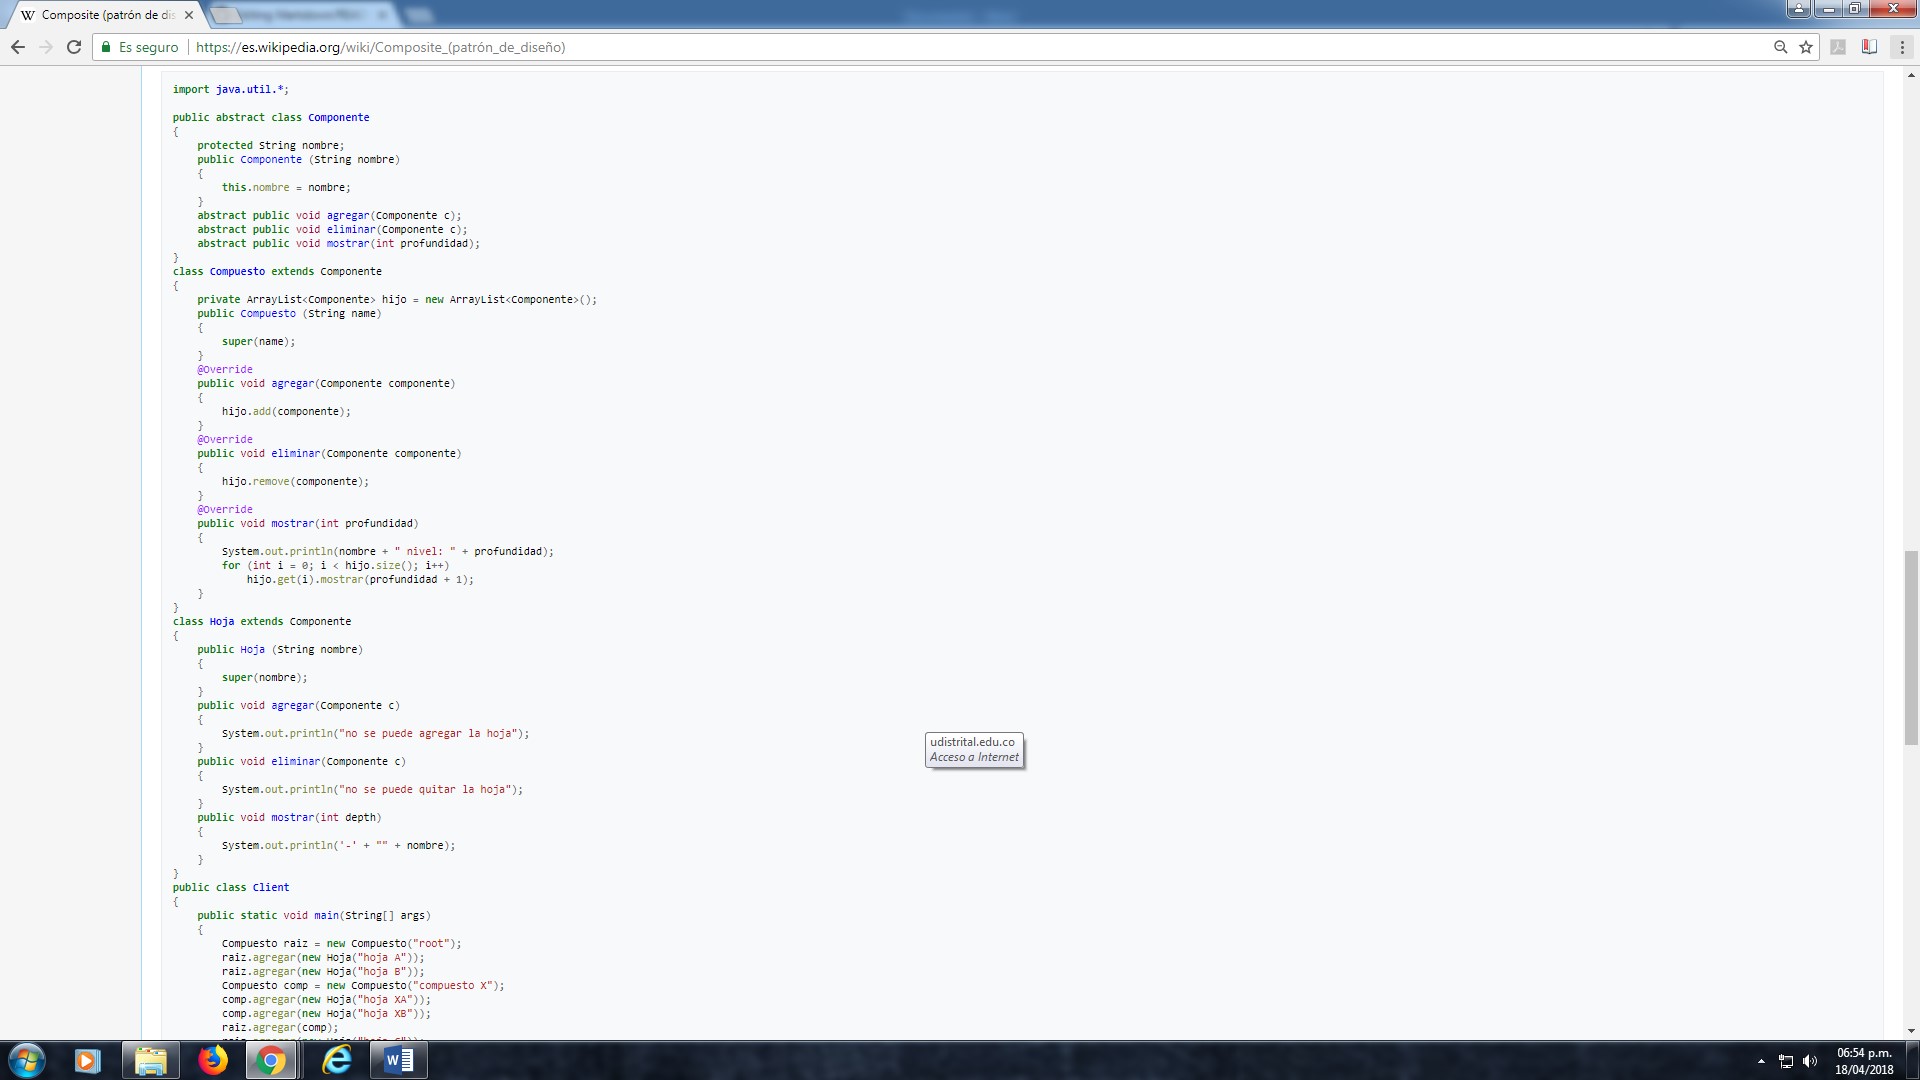 Composite (patrón de dis
Es seguro
https://es.wikipedia.org/wiki/Composite_(patrón_de_diseño)
import java.util.*;
public abstract class Componente
{
protected String nombre;
public Componente (String nombre)
{
this.nombre = nombre;
}
abstract public void agregar(Componente c);
abstract public void eliminar(Componente c);
abstract public void mostrar(int profundidad);
}
class Compuesto extends Componente
{
private ArrayList<Componente> hijo = new ArrayList<Componente>();
public Compuesto (String name)
{
super(name);
}
@Override
public void agregar(Componente componente)
{
hijo.add(componente);
}
@Override
public void eliminar(Componente componente)
{
hijo.remove(componente);
}
@Override
public void mostrar(int profundidad)
{
System.out.println(nombre + " nivel: " + profundidad);
for (int i = 0; i < hijo.size(); i++)
hijo.get(i).mostrar(profundidad + 1);
}
}
class Hoja extends Componente
{
public Hoja (String nombre)
{
super(nombre);
}
public void agregar(Componente c)
{
System.out.println("no se puede agregar la hoja");
}
public void eliminar(Componente c)
{
System.out.println("no se puede quitar la hoja");
}
public void mostrar(int depth)
{
System.out.println('-' + "" + nombre);
}
}
public class Client
{
public static void main(String[] args)
{
Compuesto raiz = new Compuesto("root");
raiz.agregar(new Hoja("hoja A"));
raiz.agregar(new Hoja("hoja B"));
Compuesto comp = new Compuesto("compuesto X");
comp.agregar(new Hoja("hoja XA"));
comp.agregar(new Hoja("hoja XB"));
raiz.agregar(comp);
udistrital.edu.co
Acceso a Internet
06:54 p.m.
18/04/2018